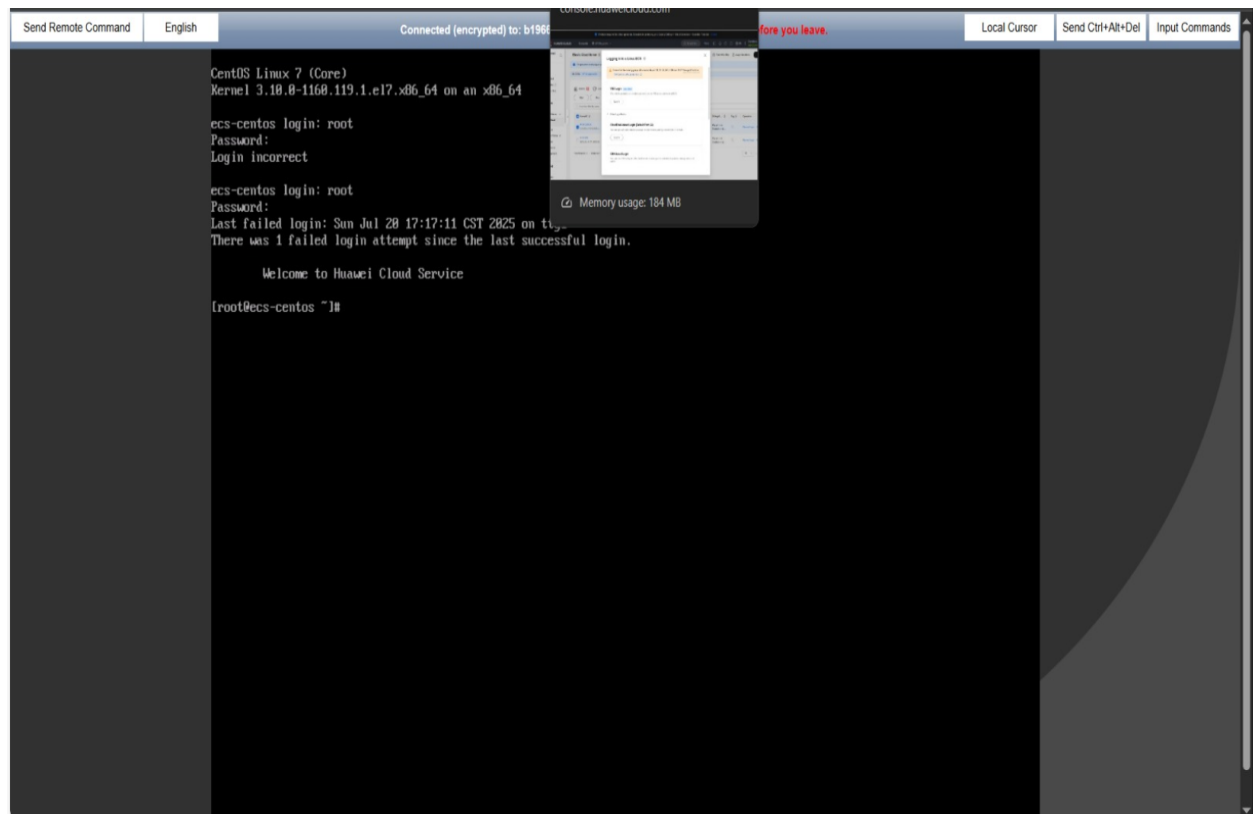 console.huaweicloud.com
Send Remote Command
English
Connected (encrypted) to: b1966
fore you leave.
Local Cursor
Send Ctrl+Alt+Del
Input Commands
CentOS Linux 7 (Core)
Kernel 3.10.0-1160.119.1.el7.x86_64 on an x86_64
ecs-centos login: root
Password:
Login incorrect
ecs-centos login: root
Password:
Last failed login: Sun Jul 20 17:17:11 CST 2025 on
There was 1 failed login attempt since the last successful login.
Welcome to Huawei Cloud Service
[root@ecs-centos ~]#
Memory usage: 184 MB